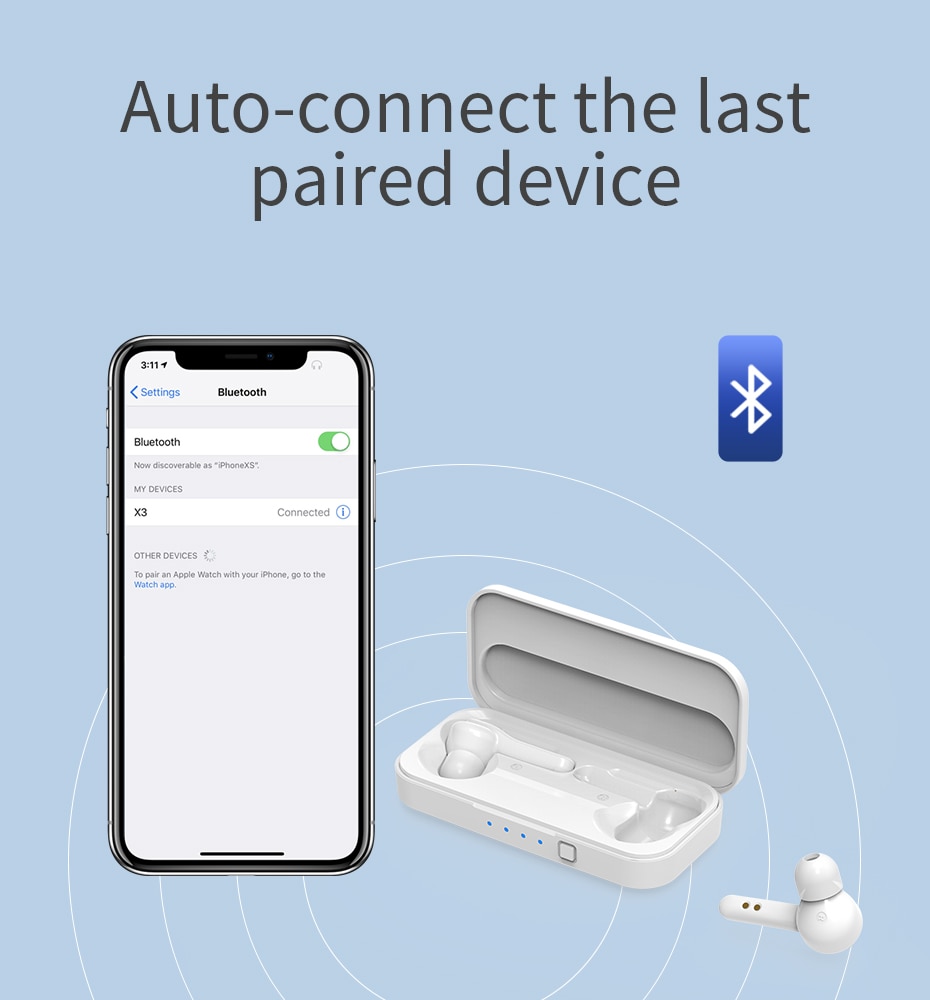 Auto-connect the last
paired device
3:11
Settings
Bluetooth
Bluetooth
Now discoverable as “iPhoneXS”.
MY DEVICES
X3
Connected
OTHER DEVICES
To pair an Apple Watch with your iPhone, go to the
Watch app.